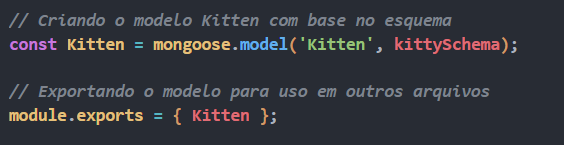 // Criando o modelo Kitten com base no esquema
const Kitten = mongoose.model('Kitten', kittySchema);
// Exportando o modelo para uso em outros arquivos
module.exports = { Kitten };